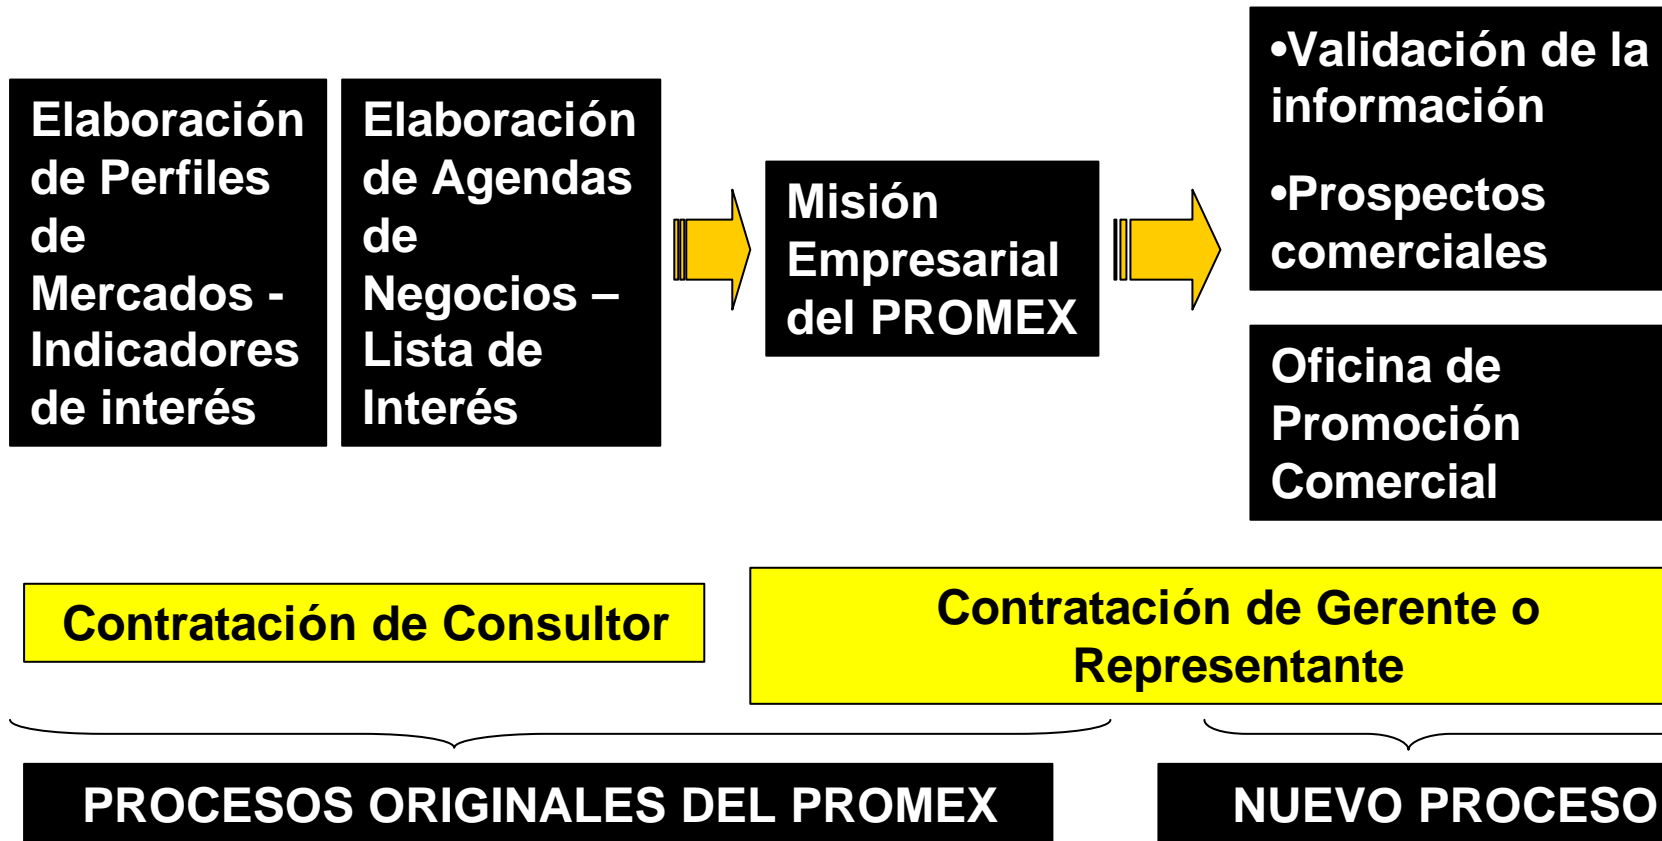 Elaboración
de Perfiles
de
Mercados -
Indicadores
de interés
Elaboración
de Agendas
de
Negocios –
Lista de
Interés
Misión
Empresarial
del PROMEX
•Validación de la
información
•Prospectos
comerciales
Oficina de
Promoción
Comercial
Contratación de Consultor
Contratación de Gerente o
Representante
PROCESOS ORIGINALES DEL PROMEX
NUEVO PROCESO